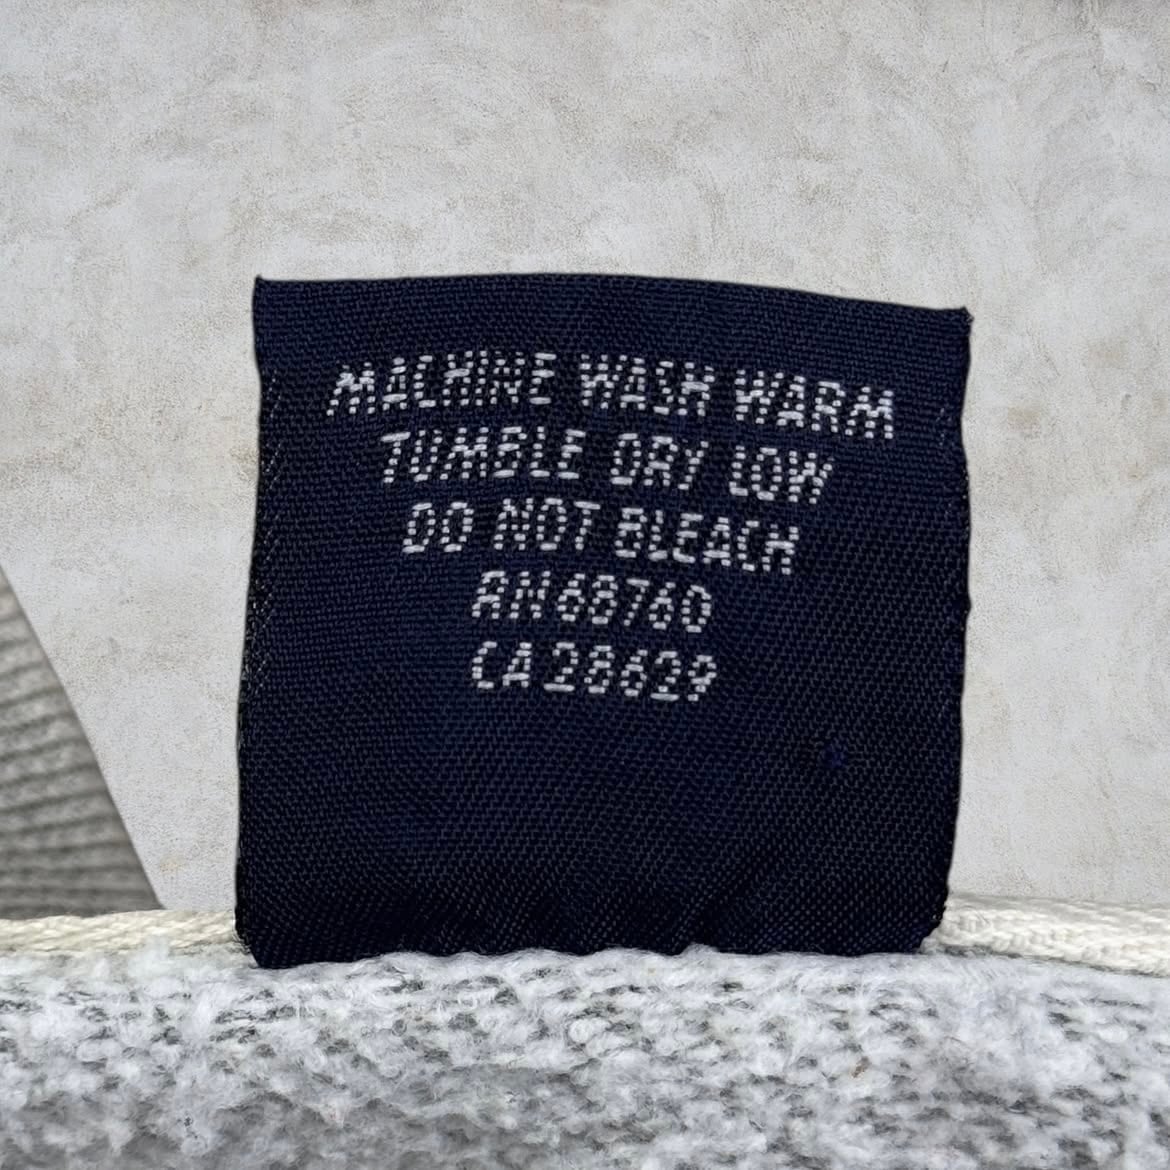 MACHINE WASH WARM
TUMBLE DRY LOW
DO NOT BLEACH
RN68760
CA28629